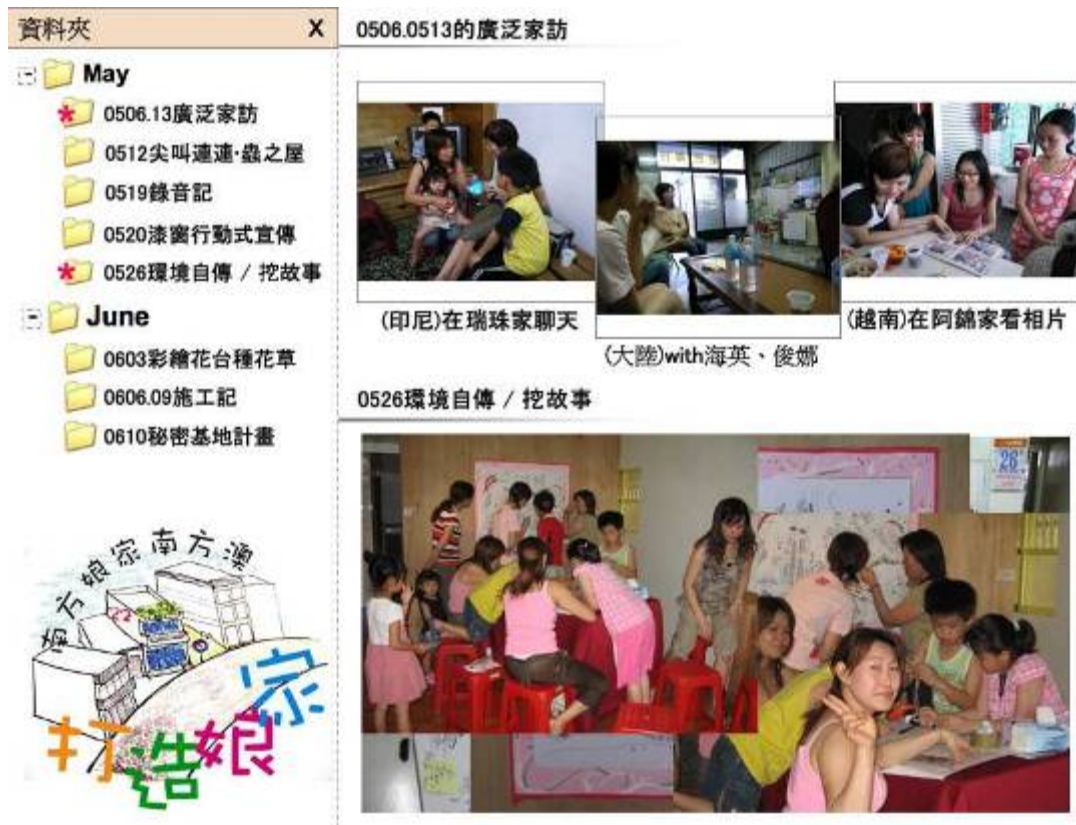 資料夾 X
May
0506.13廣泛家訪
0512尖叫連連‧蟲之屋
0519錄音記
0520漆窗行動式宣傳
0526環境自傳 / 挖故事
June
0603彩繪花台種花草
0606.09施工記
0610秘密基地計畫
南方娘家南方澳
打造娘家
0506.0513的廣泛家訪
(印尼)在瑞珠家聊天
(大陸)with海英、俊娜
(越南)在阿錦家看相片
0526環境自傳 / 挖故事
26